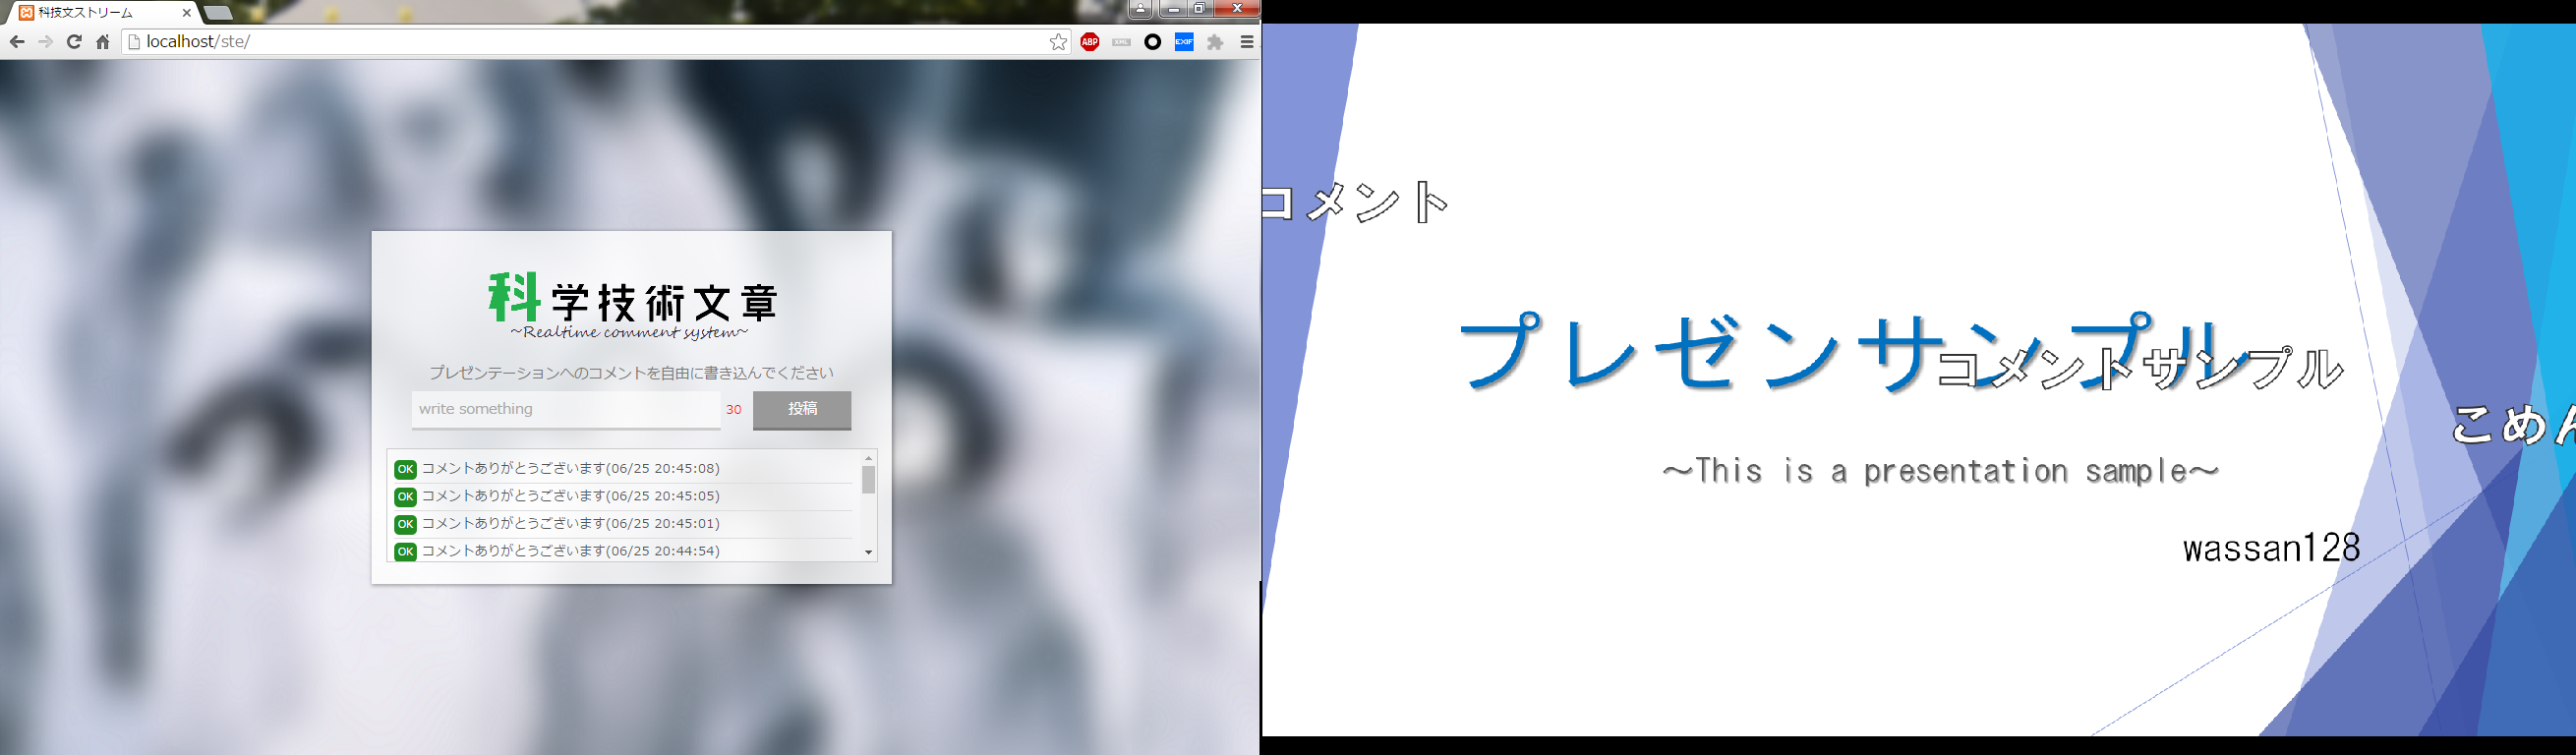 科技文ストリーム
localhost/ste/
ABP
XML
EXIF
科学技術文章
~Realtime comment system~
プレゼンテーションへのコメントを自由に書き込んでください
write something
30
投稿
OK コメントありがとうございます(06/25 20:45:08)
OK コメントありがとうございます(06/25 20:45:05)
OK コメントありがとうございます(06/25 20:45:01)
OK コメントありがとうございます(06/25 20:44:54)
コメント
プレゼンサンプル
コメントサンプル
こめん
～This is a presentation sample～
wassan128